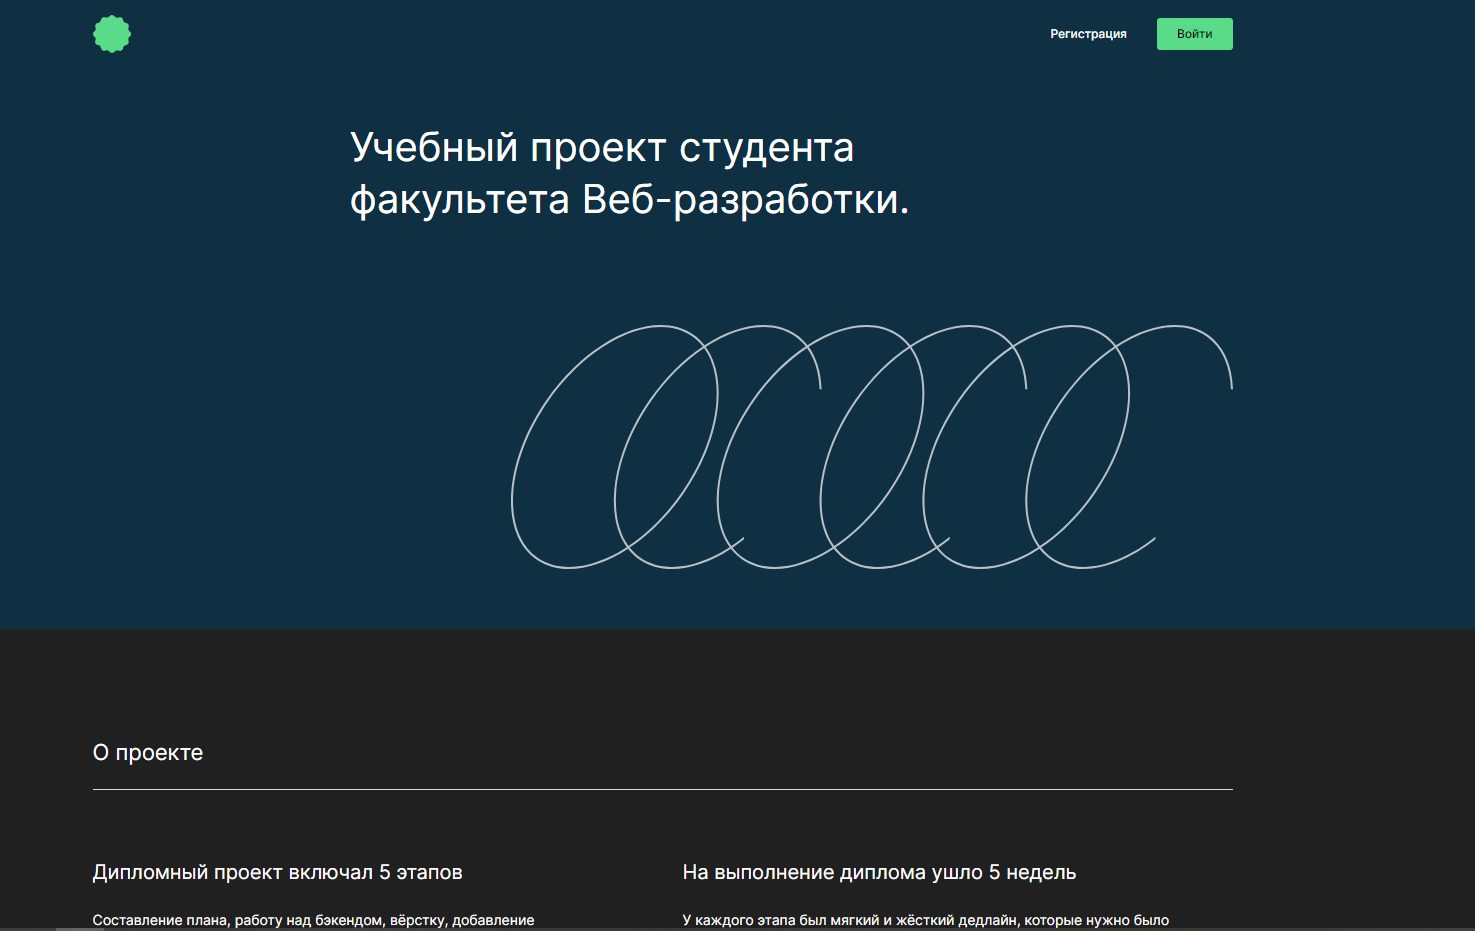 Регистрация
Войти
Учебный проект студента
факультета Веб-разработки.
О проекте
Дипломный проект включал 5 этапов
На выполнение диплома ушло 5 недель
Составление плана, работу над бэкендом, вёрстку, добавление
У каждого этапа был мягкий и жёсткий дедлайн, которые нужно было